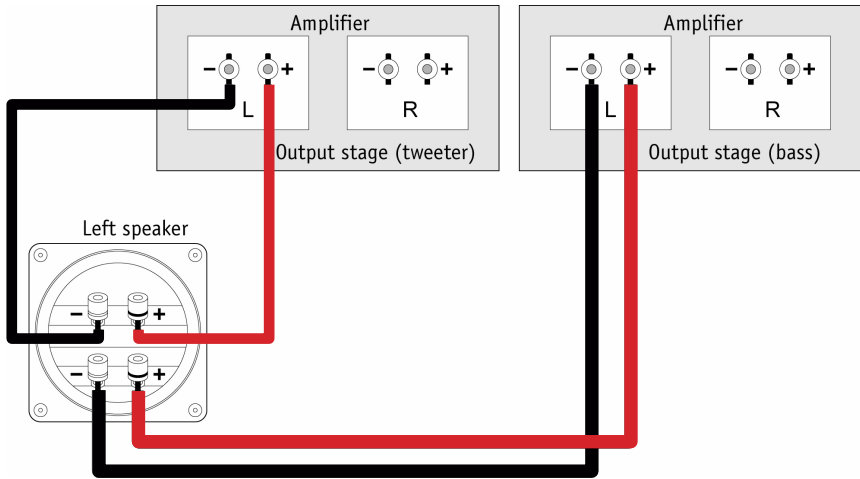 Amplifier
- + - +
L R
Output stage (tweeter)
Amplifier
- + - +
L R
Output stage (bass)
Left speaker
- +
- +